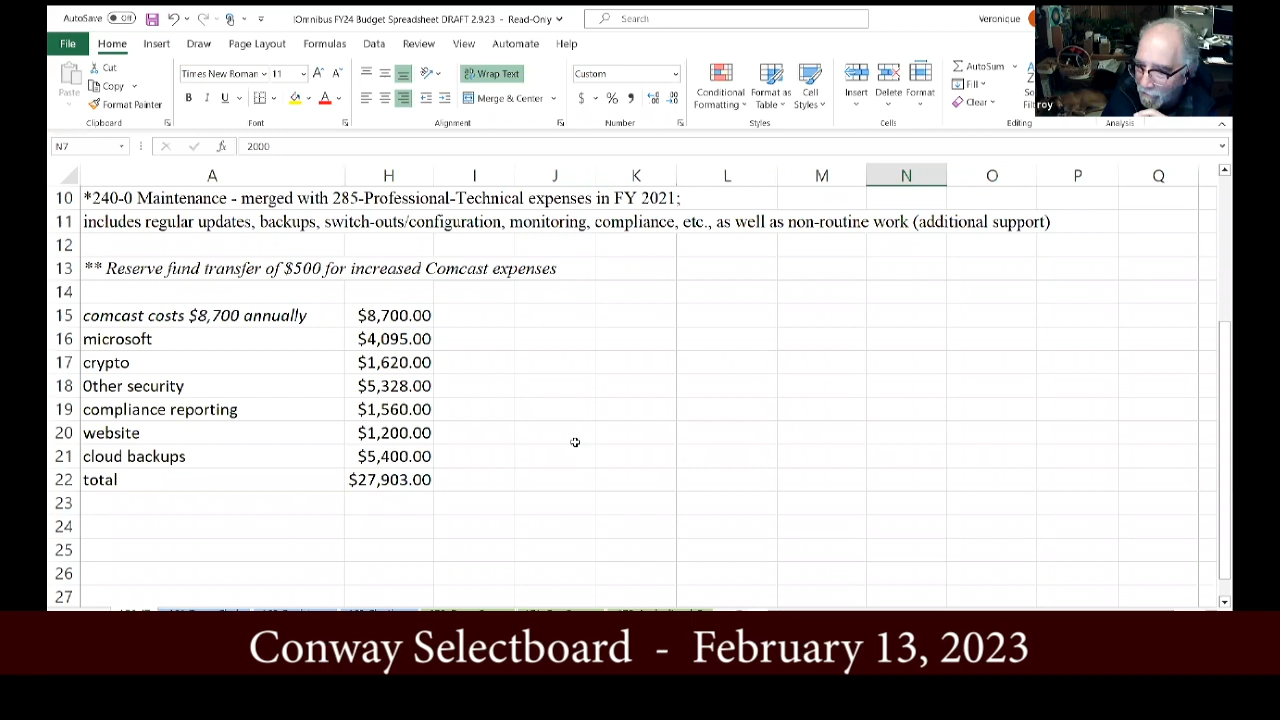 AutoSave Off !Omnibus FY24 Budget Spreadsheet DRAFT 2.9.23 - Read-Only Search Veronique
File Home Insert Draw Page Layout Formulas Data Review View Automate Help
Paste Cut Copy Format Painter
Times New Roman 11
B I U A
Wrap Text
Merge & Center
Custom
$ % 9
Conditional Formatting Format as Table Cell Styles
Insert Delete Format
AutoSum Fill Clear
roy
Clipboard Font Alignment Number Styles Cells Editing Analysis
N7 fx 2000
A H I J K L M N O P Q
10 *240-0 Maintenance - merged with 285-Professional-Technical expenses in FY 2021;
11 includes regular updates, backups, switch-outs/configuration, monitoring, compliance, etc., as well as non-routine work (additional support)
12
13 ** Reserve fund transfer of $500 for increased Comcast expenses
14
15 comcast costs $8,700 annually $8,700.00
16 microsoft $4,095.00
17 crypto $1,620.00
18 0ther security $5,328.00
19 compliance reporting $1,560.00
20 website $1,200.00
21 cloud backups $5,400.00
22 total $27,903.00
23
24
25
26
27
Conway Selectboard - February 13, 2023